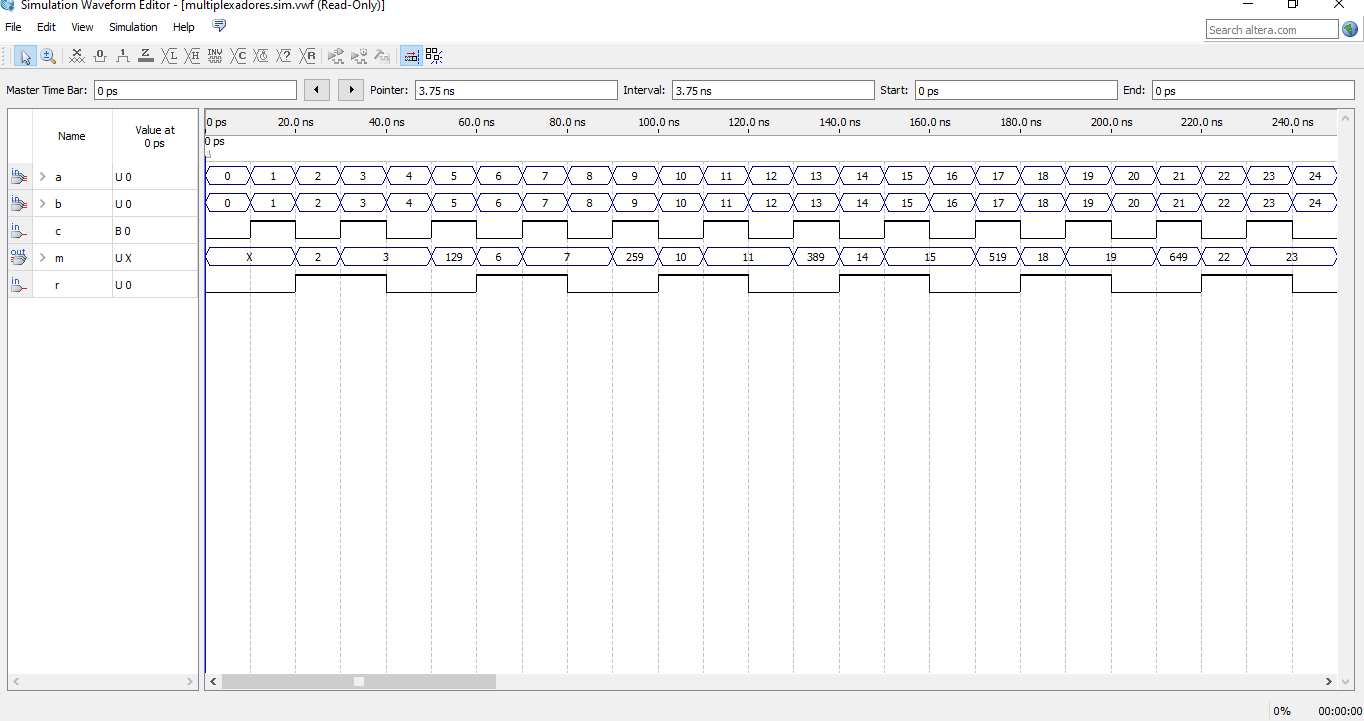 Simulation Waveform Editor - [multiplexadores.sim.vwf (Read-Only)]
File Edit View Simulation Help
Search altera.com
Master Time Bar: 0 ps Pointer: 3.75 ns Interval: 3.75 ns Start: 0 ps End: 0 ps
Name Value at 0 ps
0 ps 20.0 ns 40.0 ns 60.0 ns 80.0 ns 100.0 ns 120.0 ns 140.0 ns 160.0 ns 180.0 ns 200.0 ns 220.0 ns 240.0 ns
0 ps
in a U 0 0 1 2 3 4 5 6 7 8 9 10 11 12 13 14 15 16 17 18 19 20 21 22 23 24
in b U 0 0 1 2 3 4 5 6 7 8 9 10 11 12 13 14 15 16 17 18 19 20 21 22 23 24
in c B 0
out m U X X 2 3 129 6 7 259 10 11 389 14 15 519 18 19 649 22 23
in r U 0
0% 00:00:00